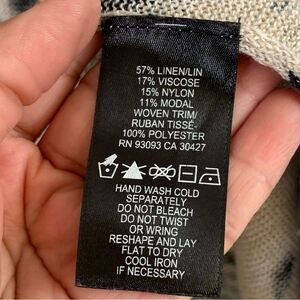 57% LINEN/LIN
17% VISCOSE
15% NYLON
11% MODAL
WOVEN TRIM/
RUBAN TISSÉ-
100% POLYESTER
RN 93093 CA 30427
HAND WASH COLD
SEPARATELY
DO NOT BLEACH
DO NOT TWIST
OR WRING
RESHAPE AND LAY
FLAT TO DRY
COOL IRON
IF NECESSARY